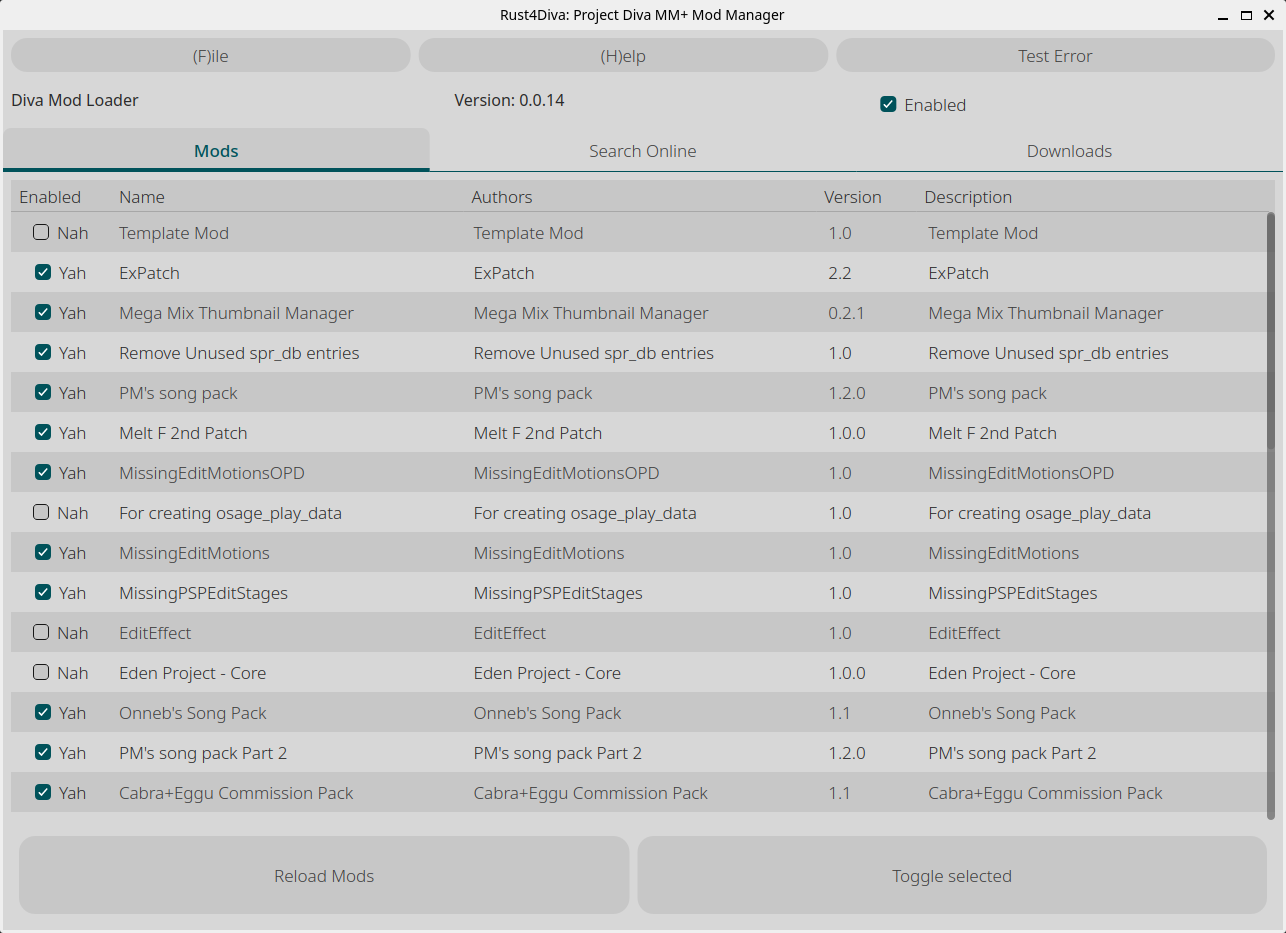 Rust4Diva: Project Diva MM+ Mod Manager
(F)ile (H)elp Test Error
Diva Mod Loader Version: 0.0.14 Enabled
Mods Search Online Downloads
Enabled Name Authors Version Description
Nah Template Mod Template Mod 1.0 Template Mod
Yah ExPatch ExPatch 2.2 ExPatch
Yah Mega Mix Thumbnail Manager Mega Mix Thumbnail Manager 0.2.1 Mega Mix Thumbnail Manager
Yah Remove Unused spr_db entries Remove Unused spr_db entries 1.0 Remove Unused spr_db entries
Yah PM's song pack PM's song pack 1.2.0 PM's song pack
Yah Melt F 2nd Patch Melt F 2nd Patch 1.0.0 Melt F 2nd Patch
Yah MissingEditMotionsOPD MissingEditMotionsOPD 1.0 MissingEditMotionsOPD
Nah For creating osage_play_data For creating osage_play_data 1.0 For creating osage_play_data
Yah MissingEditMotions MissingEditMotions 1.0 MissingEditMotions
Yah MissingPSPEditStages MissingPSPEditStages 1.0 MissingPSPEditStages
Nah EditEffect EditEffect 1.0 EditEffect
Nah Eden Project - Core Eden Project - Core 1.0.0 Eden Project - Core
Yah Onneb's Song Pack Onneb's Song Pack 1.1 Onneb's Song Pack
Yah PM's song pack Part 2 PM's song pack Part 2 1.2.0 PM's song pack Part 2
Yah Cabra+Eggu Commission Pack Cabra+Eggu Commission Pack 1.1 Cabra+Eggu Commission Pack
Reload Mods Toggle selected